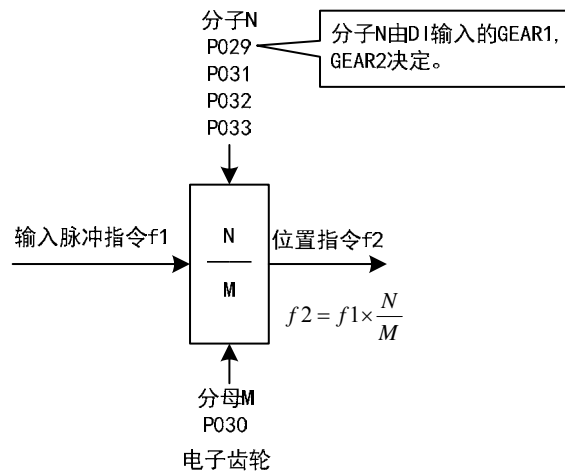 分子N
P029
P031
P032
P033
分子N由DI输入的GEAR1,
GEAR2决定。
输入脉冲指令f1
N
M
位置指令f2
f2=f1×N/M
分母M
P030
电子齿轮